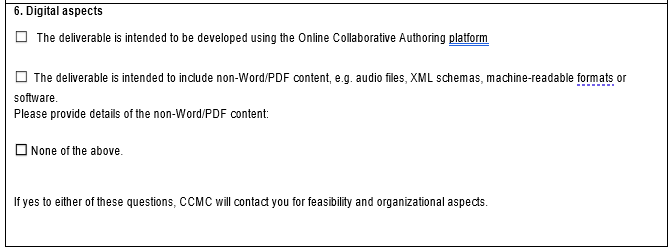 6. Digital aspects
☐ The deliverable is intended to be developed using the Online Collaborative Authoring platform
☐ The deliverable is intended to include non-Word/PDF content, e.g. audio files, XML schemas, machine-readable formats or
software.
Please provide details of the non-Word/PDF content:
☐ None of the above.
If yes to either of these questions, CCMC will contact you for feasibility and organizational aspects.